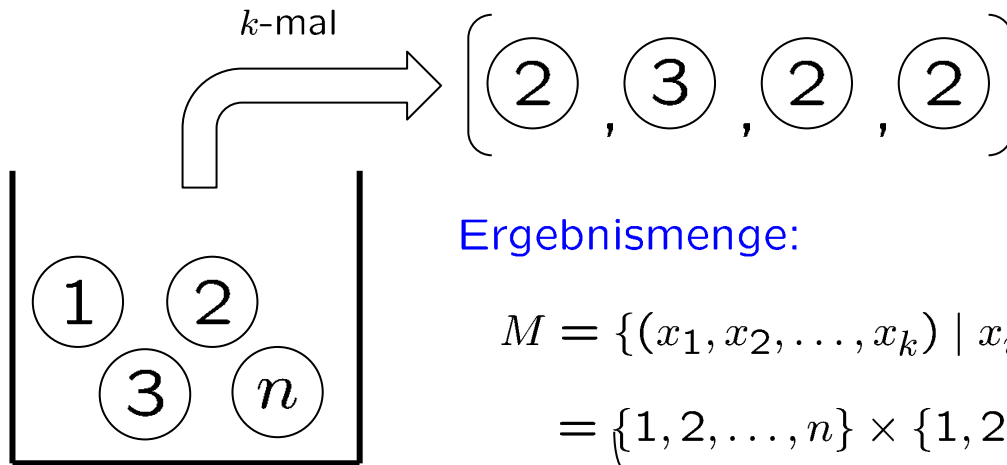 k-mal
(2, 3, 2, 2)
Ergebnismenge:
1 2
M = {(x₁, x₂, . . . , xₖ) | x
3 n
= {1, 2, . . . , n} × {1, 2